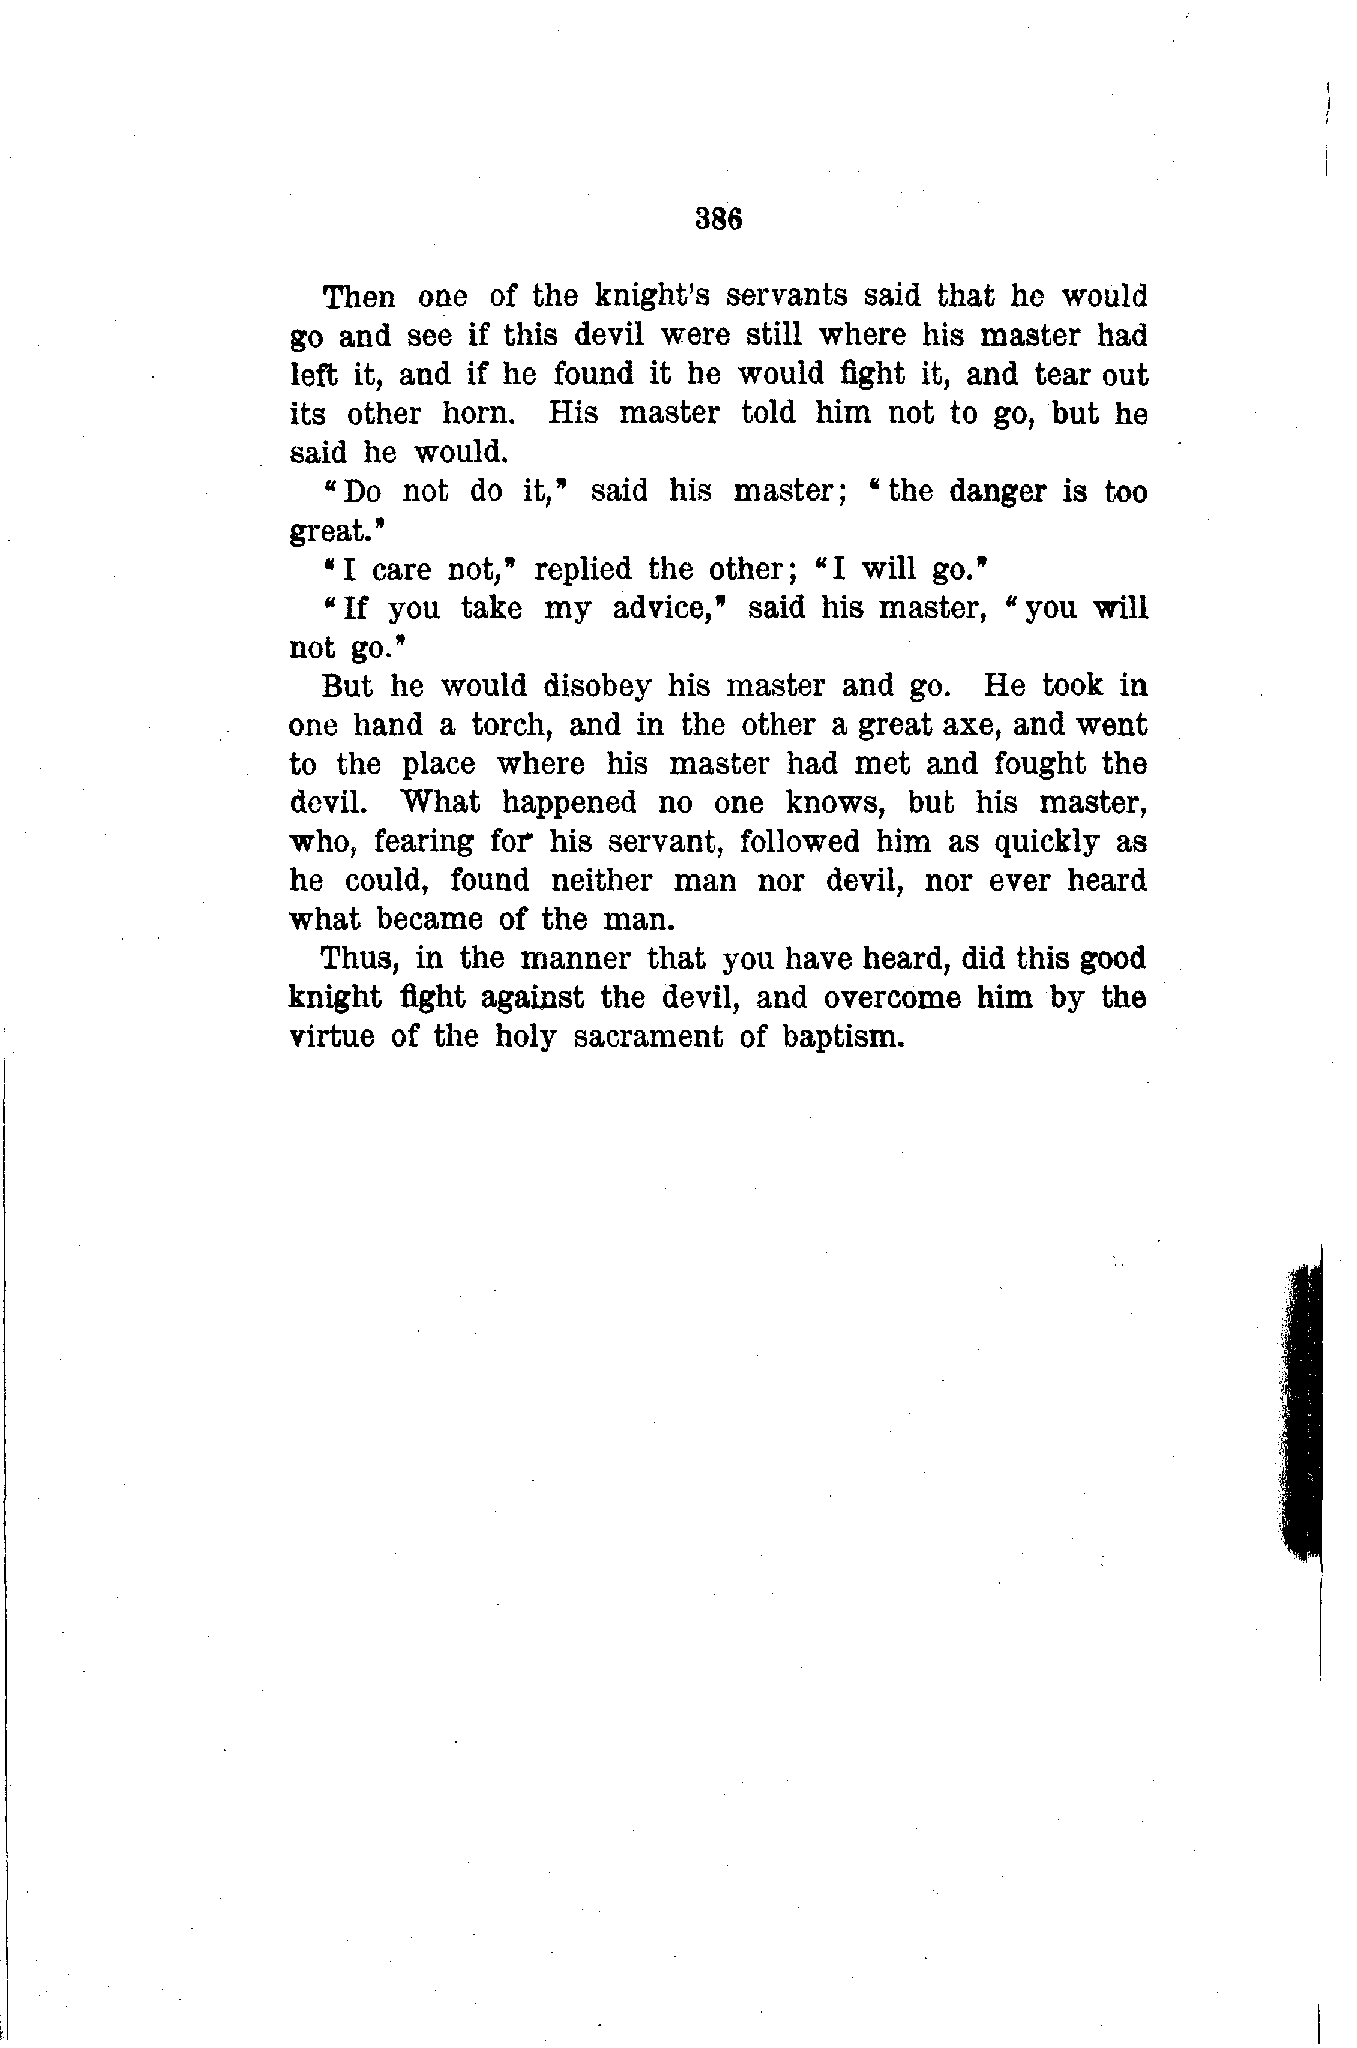 386
Then one of the knight's servants said that he would
go and see if this devil were still where his master had
left it, and if he found it he would fight it, and tear out
its other horn. His master told him not to go, but he
said he would.
"Do not do it," said his master; "the danger is too
great."
"I care not," replied the other; "I will go."
"If you take my advice," said his master, "you will
not go."
But he would disobey his master and go. He took in
one hand a torch, and in the other a great axe, and went
to the place where his master had met and fought the
devil. What happened no one knows, but his master,
who, fearing for his servant, followed him as quickly as
he could, found neither man nor devil, nor ever heard
what became of the man.
Thus, in the manner that you have heard, did this good
knight fight against the devil, and overcome him by the
virtue of the holy sacrament of baptism.